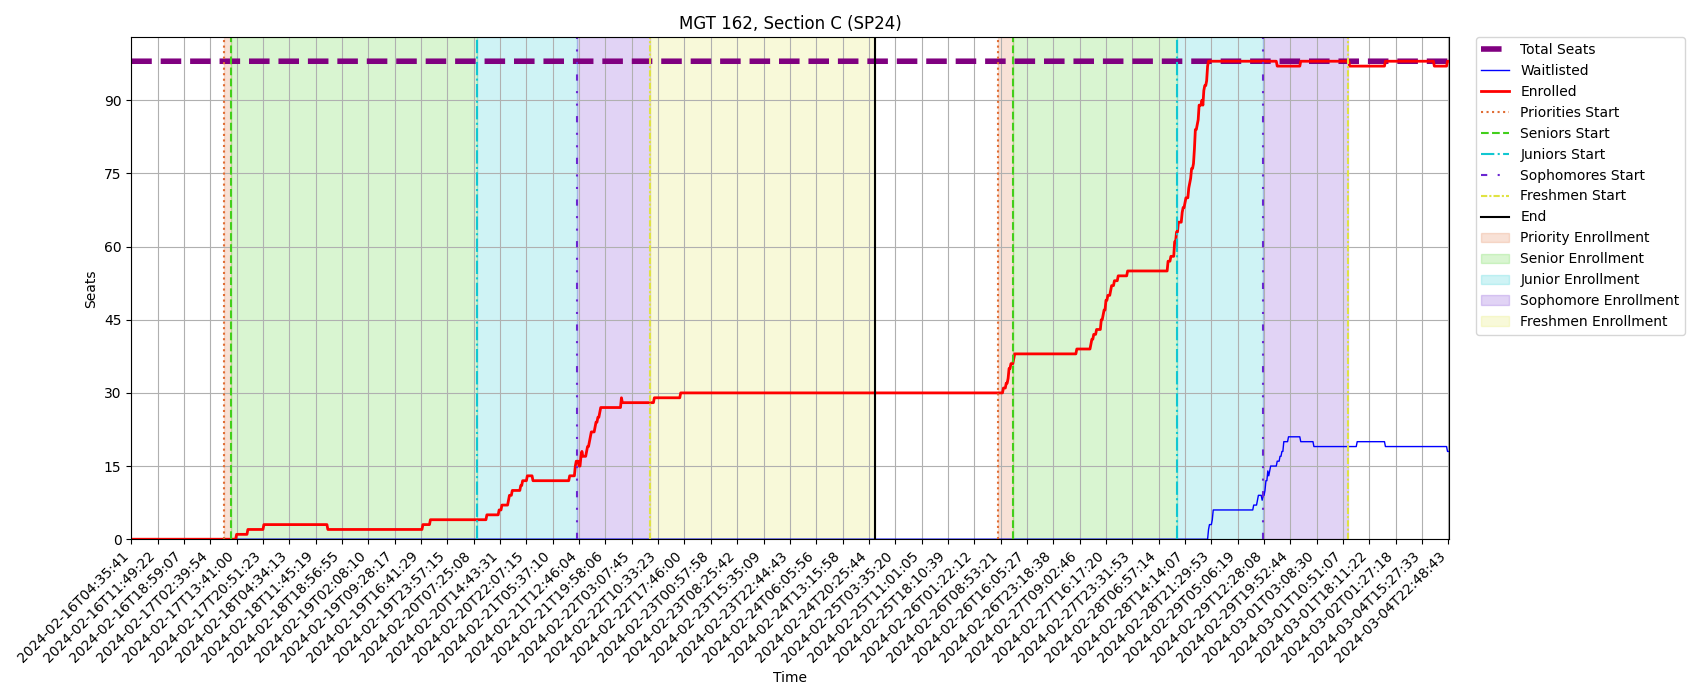 MGT 162, Section C (SP24)
Total Seats
Waitlisted
Enrolled
Priorities Start
Seniors Start
Juniors Start
Sophomores Start
Freshmen Start
End
Priority Enrollment
Senior Enrollment
Junior Enrollment
Sophomore Enrollment
Freshmen Enrollment
Seats
90
75
60
45
30
15
0
2024-02-16T04:35:41
2024-02-16T11:49:22
2024-02-16T18:59:07
2024-02-17T02:39:54
2024-02-17T13:41:00
2024-02-17T20:51:23
2024-02-18T04:34:13
2024-02-18T11:45:19
2024-02-18T18:56:55
2024-02-19T02:08:10
2024-02-19T09:28:17
2024-02-19T16:41:29
2024-02-19T23:57:15
2024-02-20T07:25:08
2024-02-20T14:43:31
2024-02-20T22:07:15
2024-02-21T05:37:10
2024-02-21T12:46:04
2024-02-21T19:58:06
2024-02-22T03:07:45
2024-02-22T10:33:23
2024-02-22T17:46:00
2024-02-23T00:57:58
2024-02-23T08:25:42
2024-02-23T15:35:09
2024-02-23T22:44:43
2024-02-24T06:05:56
2024-02-24T13:15:58
2024-02-24T20:25:44
2024-02-25T03:35:20
2024-02-25T11:01:05
2024-02-25T18:10:39
2024-02-26T01:22:12
2024-02-26T08:53:21
2024-02-26T16:05:27
2024-02-26T23:18:38
2024-02-27T09:02:46
2024-02-27T16:17:20
2024-02-27T23:31:53
2024-02-28T06:57:14
2024-02-28T14:14:07
2024-02-28T21:29:53
2024-02-29T05:06:19
2024-02-29T12:28:08
2024-02-29T19:52:44
2024-03-01T03:08:30
2024-03-01T10:51:07
2024-03-01T18:11:22
2024-03-02T01:27:18
2024-03-04T15:27:33
2024-03-04T22:48:43
Time